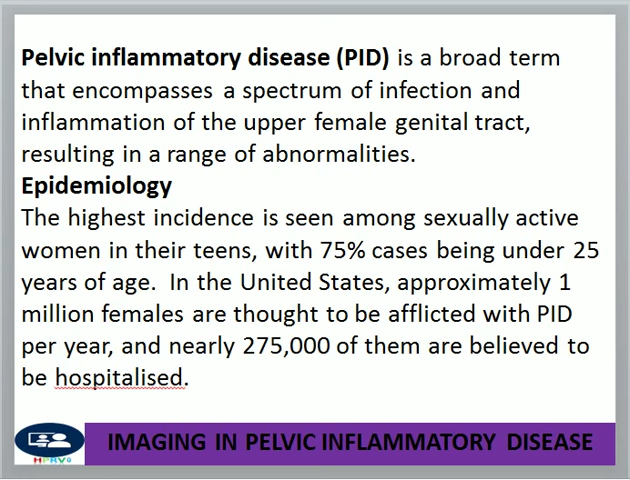 Pelvic inflammatory disease (PID) is a broad term
that encompasses a spectrum of infection and
inflammation of the upper female genital tract,
resulting in a range of abnormalities.
Epidemiology
The highest incidence is seen among sexually active
women in their teens, with 75% cases being under 25
years of age. In the United States, approximately 1
million females are thought to be afflicted with PID
per year, and nearly 275,000 of them are believed to
be hospitalised.
IMAGING IN PELVIC INFLAMMATORY DISEASE